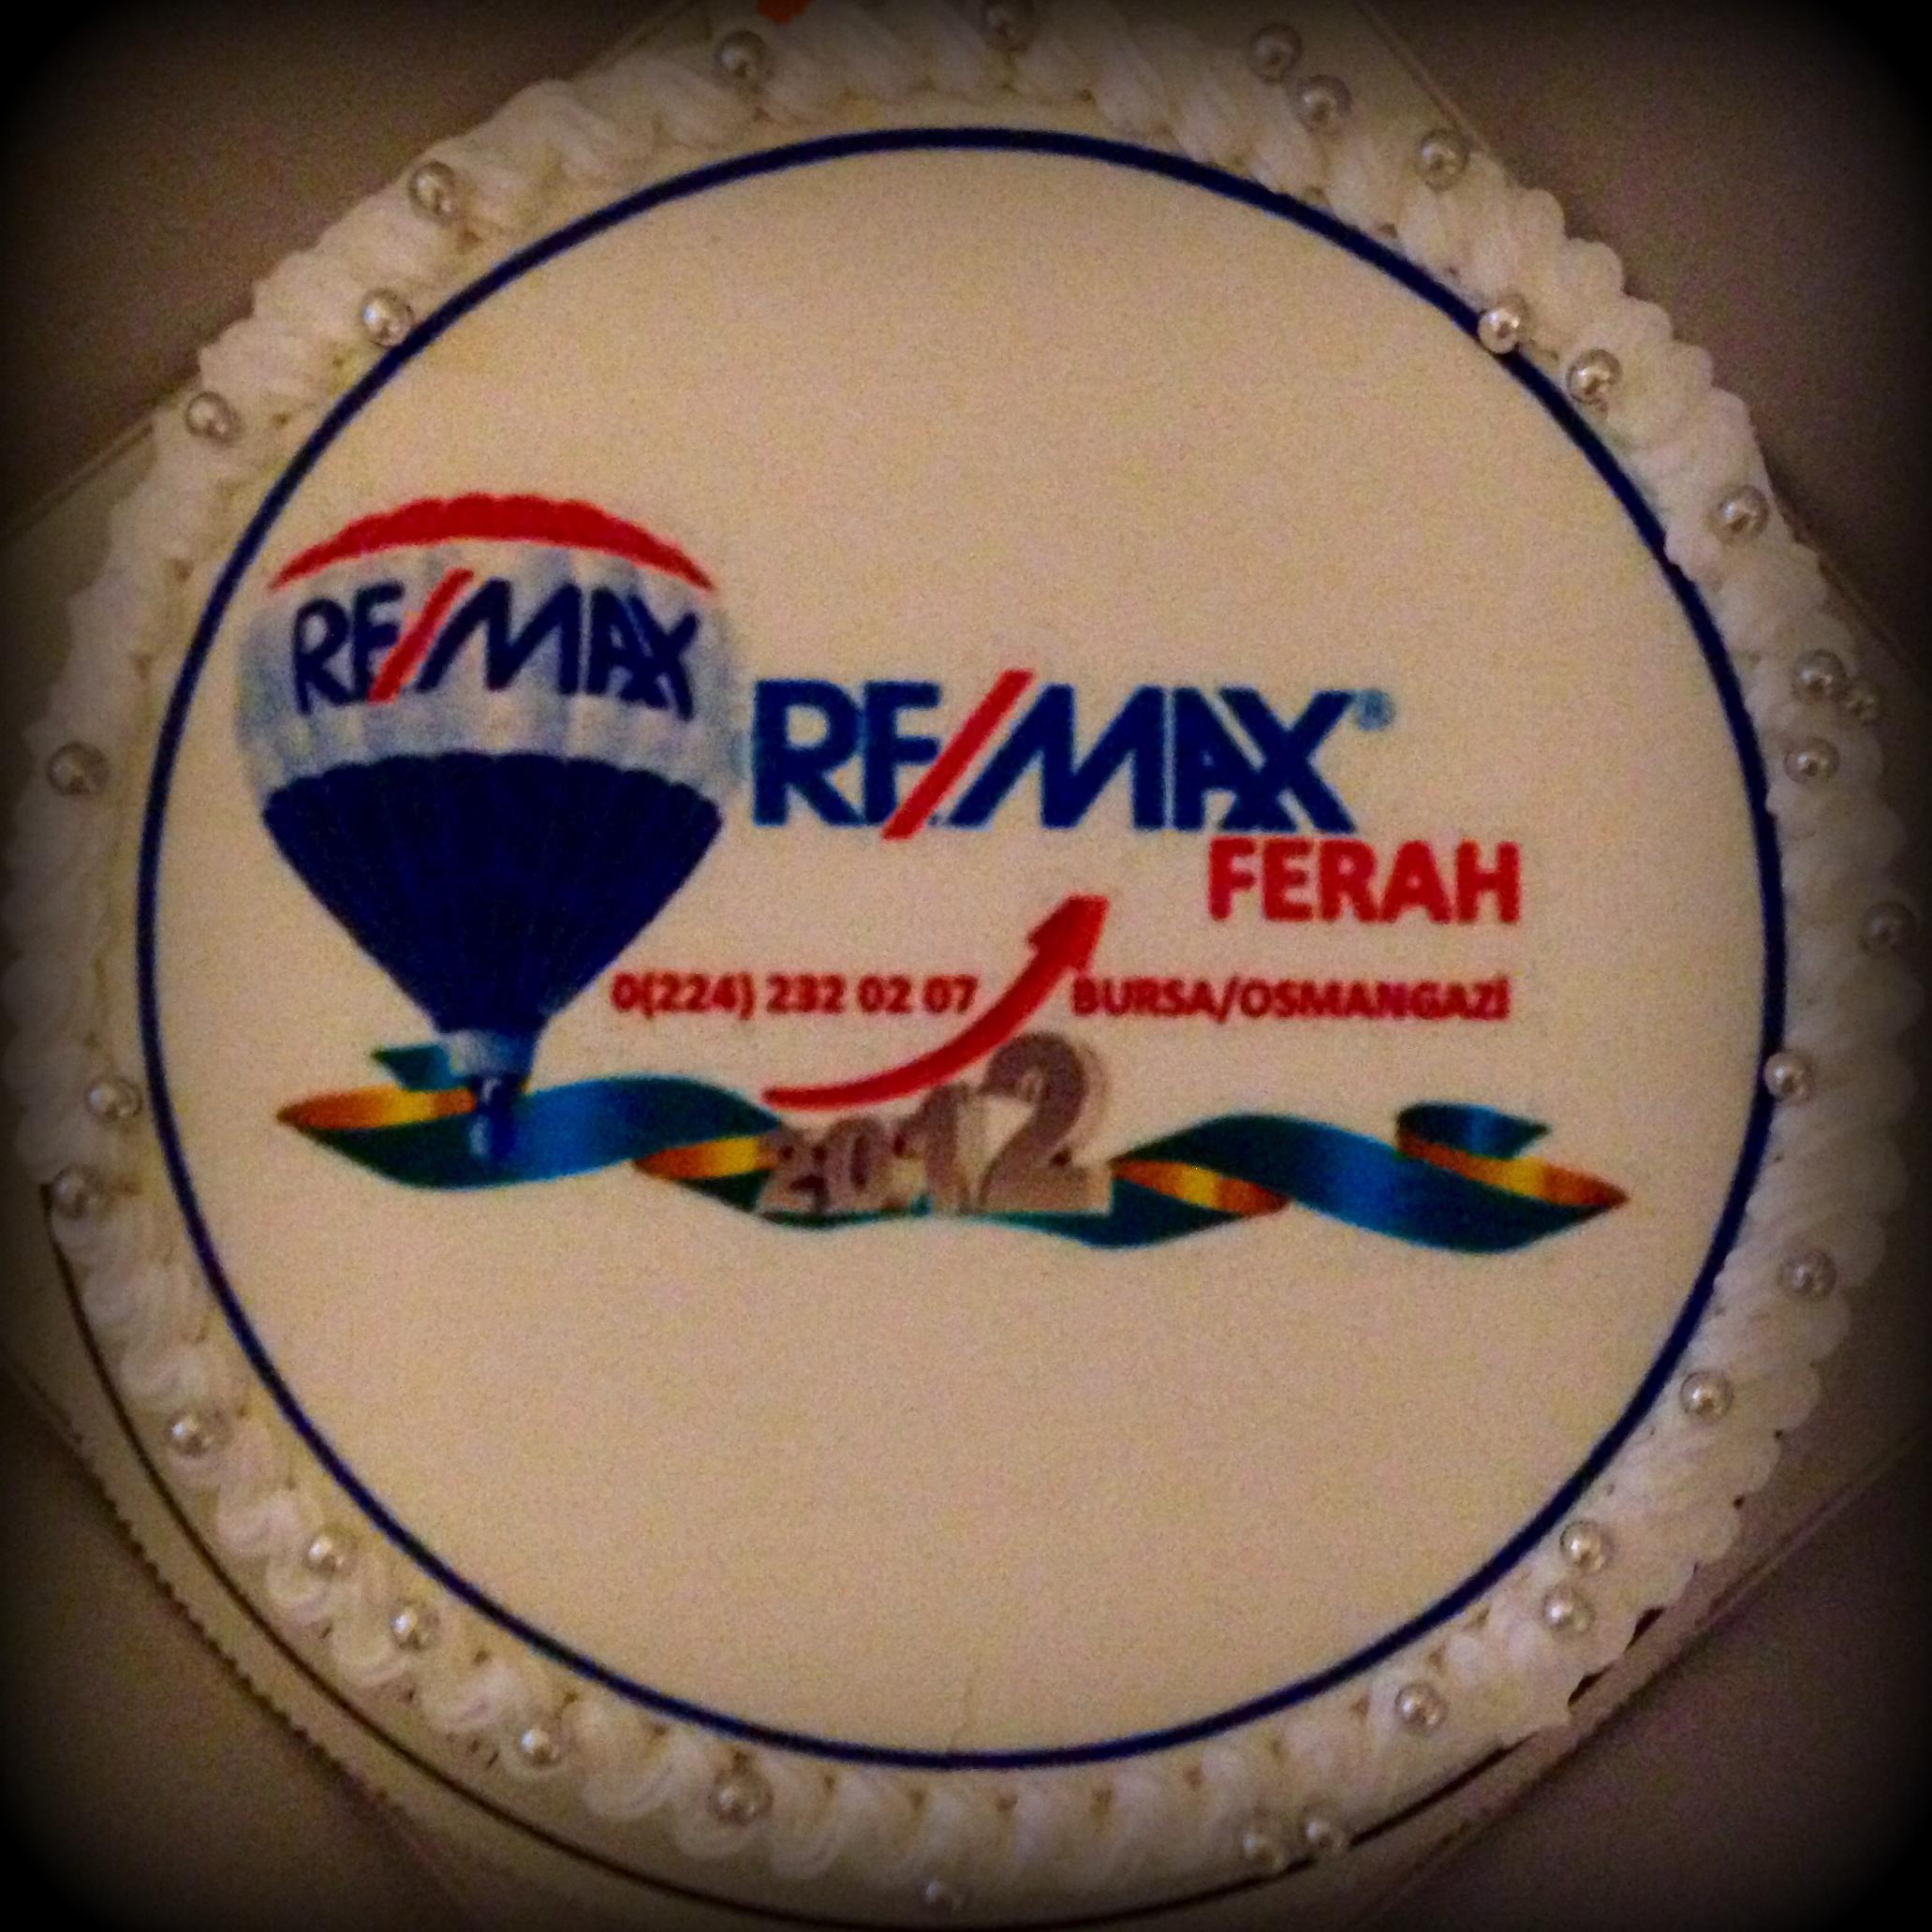 RE/MAX
RE/MAX®
FERAH
0(224) 232 02 07 BURSA/OSMANGAZİ
2012